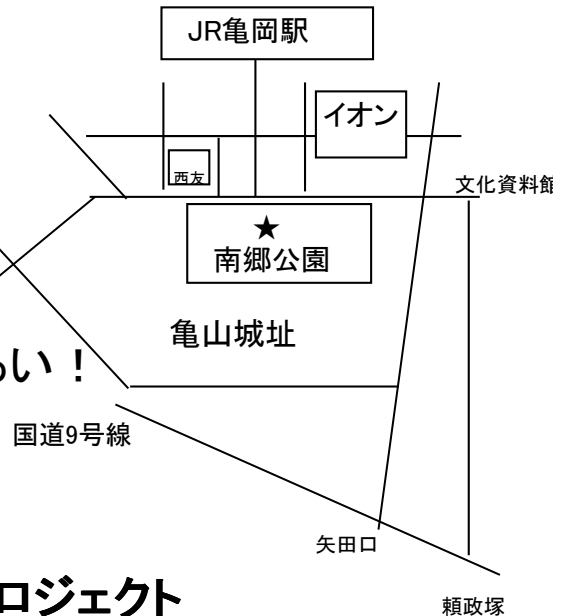 JR亀岡駅
イオン
西友
文化資料館
★
南郷公園
亀山城址
らい！
国道9号線
矢田口
ロジェクト
頼政塚